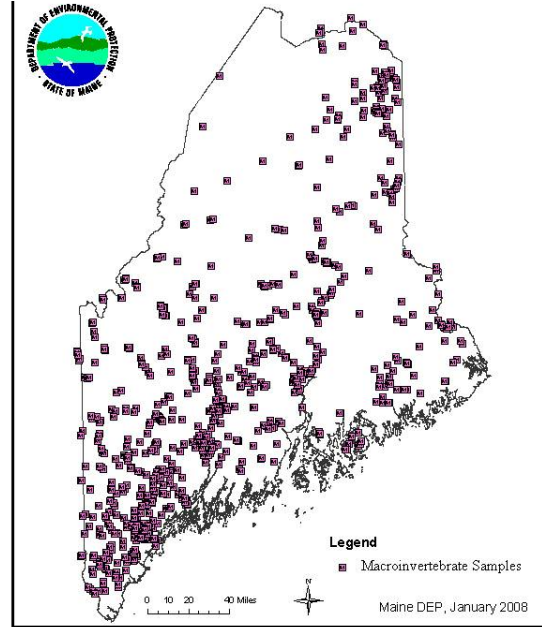 DEPARTMENT OF ENVIRONMENTAL PROTECTION
STATE OF MAINE
Legend
M Macroinvertebrate Samples
0 10 20 40 Miles
N
Maine DEP, January 2008